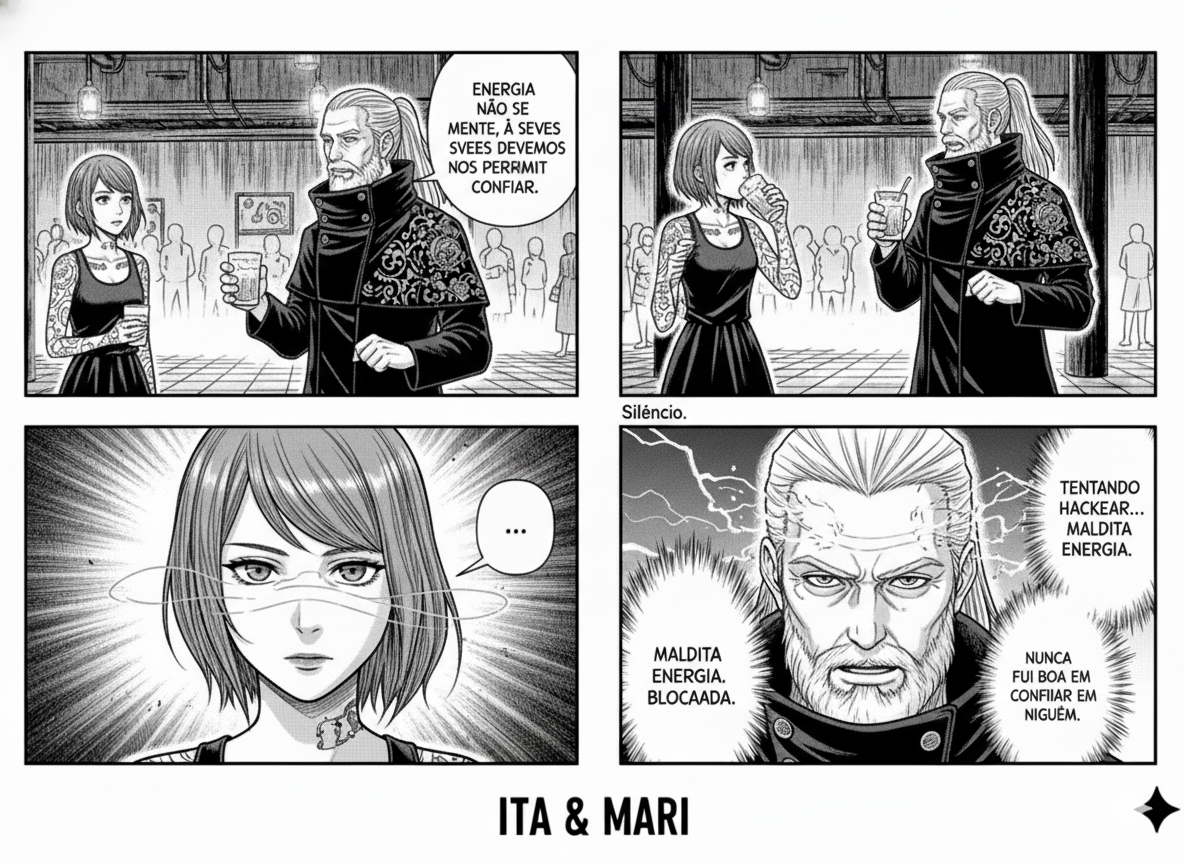 ENERGIA
NÃO SE
MENTE, Á SEVES
SVEES DEVEMOS
NOS PERRMIT
CONFIAR.
Siléncio.
...
TENTANDO
HACKEAR...
MALDITA
ENERGIA.
MALDITA
ENERGIA.
BLOCAADA.
NUNCA
FUI BOA EM
CONFIIAR EM
NIGUÉM.
ITA & MARI